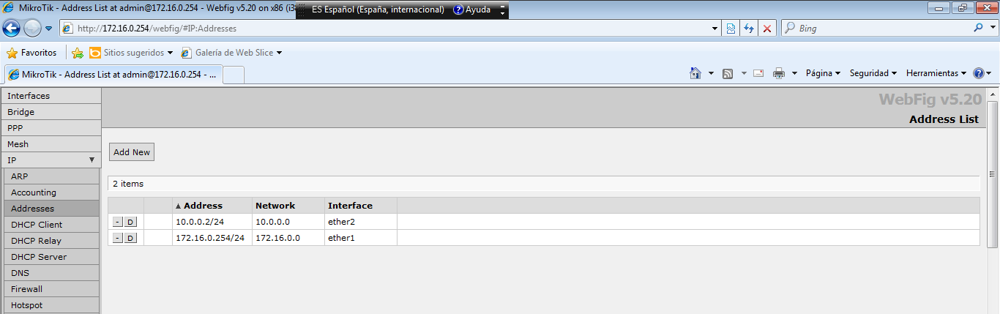 MikroTik - Address List at admin@172.16.0.254 - Webfig v5.20 on x86 (i3
ES Español (España, internacional) Ayuda
http://172.16.0.254/webfig/#IP:Addresses
Bing
Favoritos Sitios sugeridos Galería de Web Slice
MikroTik - Address List at admin@172.16.0.254 - ...
Página Seguridad Herramientas
Interfaces
Bridge
PPP
Mesh
IP
ARP
Accounting
Addresses
DHCP Client
DHCP Relay
DHCP Server
DNS
Firewall
Hotspot
WebFig v5.20
Address List
Add New
2 items
Address Network Interface
- D 10.0.0.2/24 10.0.0.0 ether2
- D 172.16.0.254/24 172.16.0.0 ether1